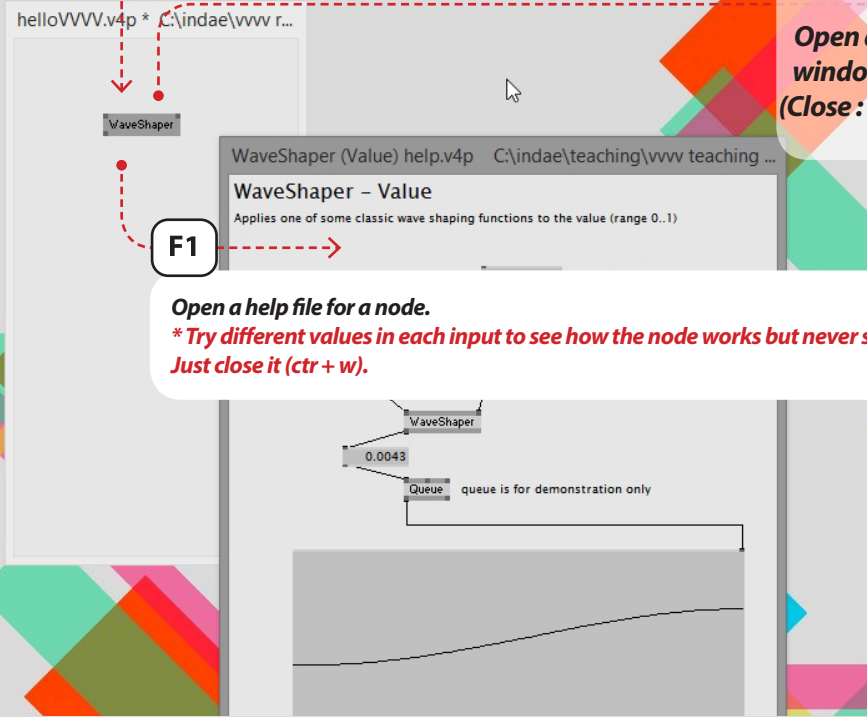 helloVVVV.v4p * C:\indae\vvvv r...
Open
windo
(Close :
WaveShaper
WaveShaper (Value) help.v4p C:\indae\teaching\vvvv teaching ...
WaveShaper – Value
Applies one of some classic wave shaping functions to the value (range 0..1)
F1
Open a help file for a node.
* Try different values in each input to see how the node works but never s
Just close it (ctr + w).
WaveShaper
0.0043
Queue queue is for demonstration only